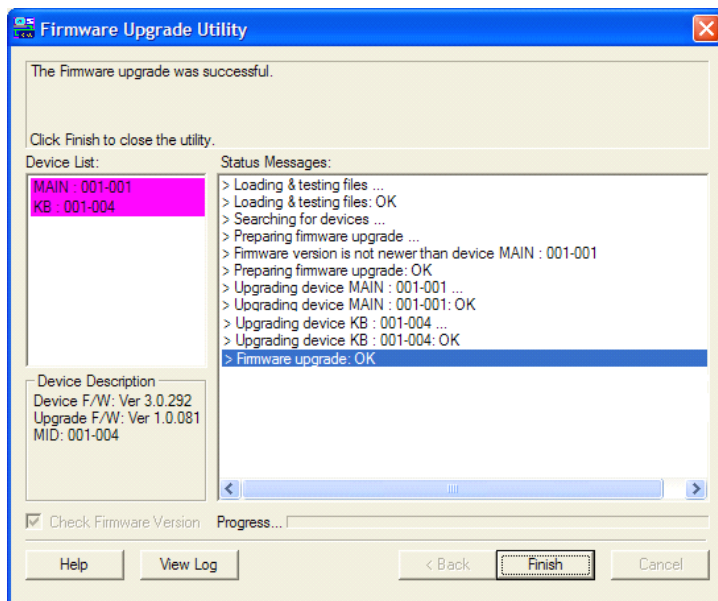 Firmware Upgrade Utility
The Firmware upgrade was successful.
Click Finish to close the utility.
Device List:
MAIN : 001-001
KB : 001-004
Status Messages:
> Loading & testing files ...
> Loading & testing files: OK
> Searching for devices ...
> Preparing firmware upgrade ...
> Firmware version is not newer than device MAIN : 001-001
> Preparing firmware upgrade: OK
> Upgrading device MAIN : 001-001 ...
> Upgrading device MAIN : 001-001: OK
> Upgrading device KB : 001-004 ...
> Upgrading device KB : 001-004: OK
> Firmware upgrade: OK
Device Description
Device F/W: Ver 3.0.292
Upgrade F/W: Ver 1.0.081
MID: 001-004
Check Firmware Version
Progress...
Help
View Log
< Back
Finish
Cancel